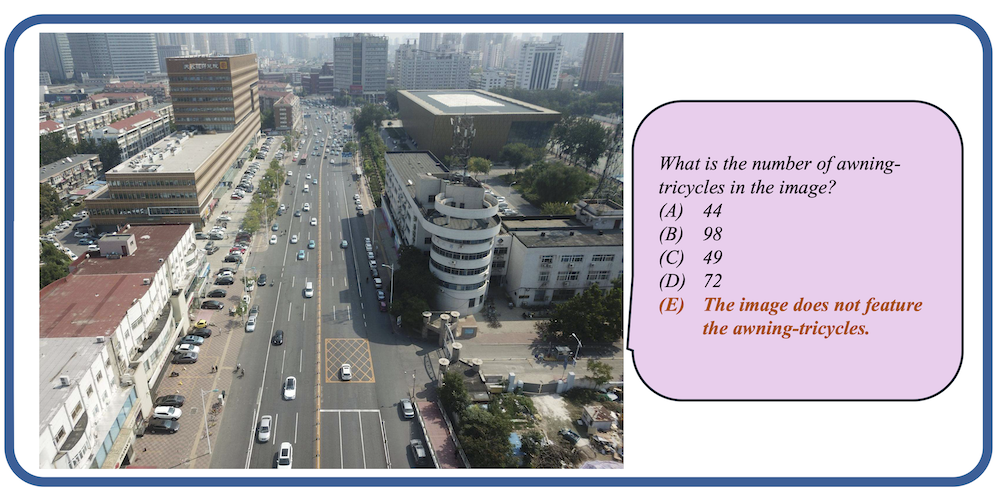 What is the number of awning-
tricycles in the image?
(A) 44
(B) 98
(C) 49
(D) 72
(E) The image does not feature
the awning-tricycles.